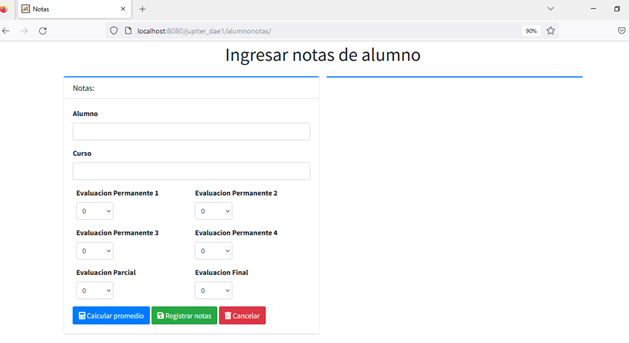 Notas
localhost:8080/jupiter_dae1/alumnonotas/
90%
Ingresar notas de alumno
Notas:
Alumno
Curso
Evaluacion Permanente 1 Evaluacion Permanente 2
0 0
Evaluacion Permanente 3 Evaluacion Permanente 4
0 0
Evaluacion Parcial Evaluacion Final
0 0
Calcular promedio Registrar notas Cancelar